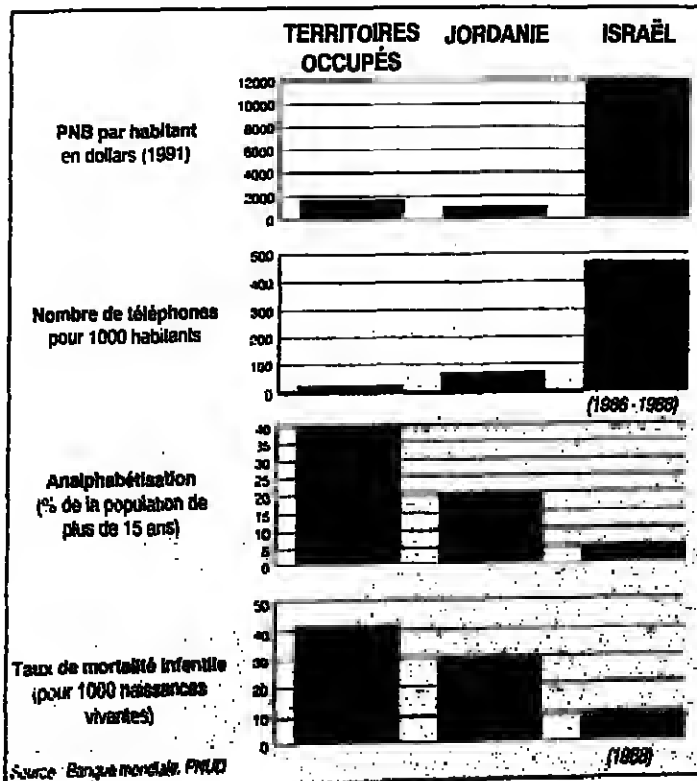 TERRITOIRES JORDANIE ISRAËL
OCCUPÉS
PNB par habitant
en dollars (1991)
12000
10000
8000
6000
4000
2000
0
Nombre de téléphones
pour 1000 habitants
500
400
300
200
100
0
(1986 - 1988)
Analphabétisation
(% de la population de
plus de 15 ans)
40
35
30
25
20
15
10
5
0
Taux de mortalité infantile
(pour 1000 naissances
vivantes)
50
40
30
20
10
0
(1988)
Source : Banque mondiale, PNUD